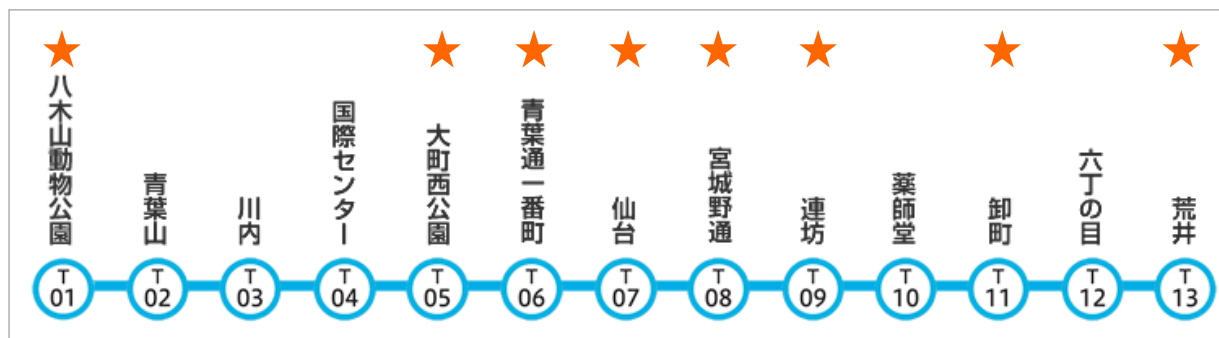 八木山動物公園
青葉山
川内
国際センター
大町西公園
青葉通一番町
仙台
宮城野通
連坊
薬師堂
卸町
六丁の目
荒井
T
01
T
02
T
03
T
04
T
05
T
06
T
07
T
08
T
09
T
10
T
11
T
12
T
13